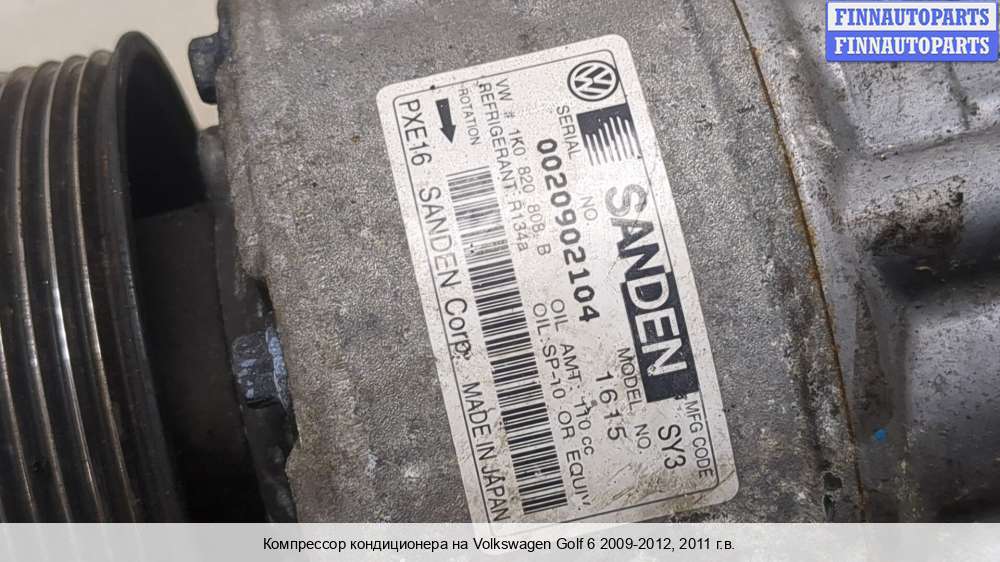 FINNAUTOPARTS
FINNAUTOPARTS
SANDEN
MFG CODE
SY3
SERIAL NO.
MODEL NO.
0020902104
1615
VW # 1K0 820 808 B
OIL AMT: 110 cc
REFRIGERANT R134a
OIL: SP-10 OR EQUIV.
ROTATION
PXE16 SANDEN Corp. MADE IN JAPAN
Компрессор кондиционера на Volkswagen Golf 6 2009-2012, 2011 г.в.